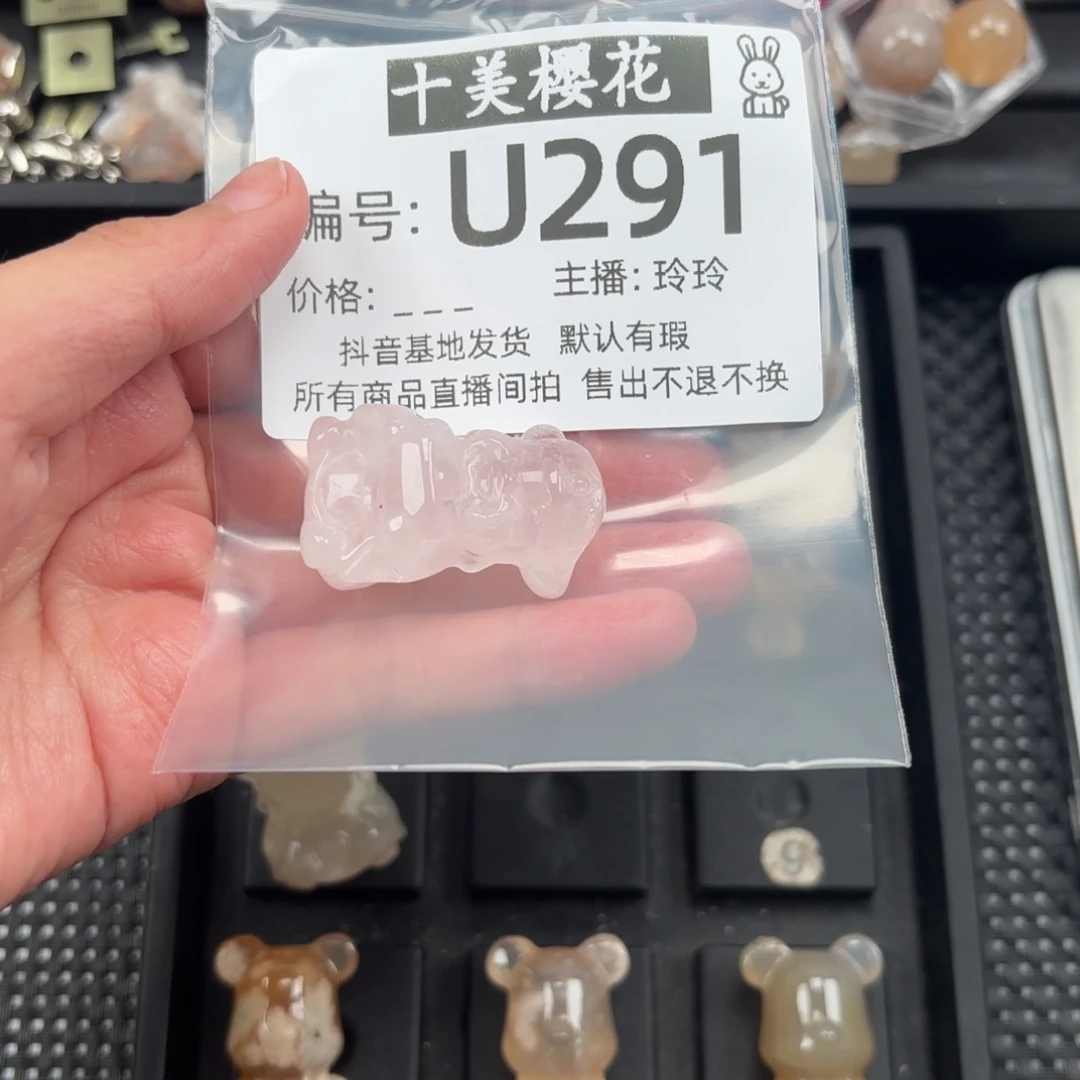 十美樱花
编号: U291
价格: _ _ _ 主播: 玲玲
抖音基地发货 默认有瑕
所有商品直播间拍 售出不退不换
9